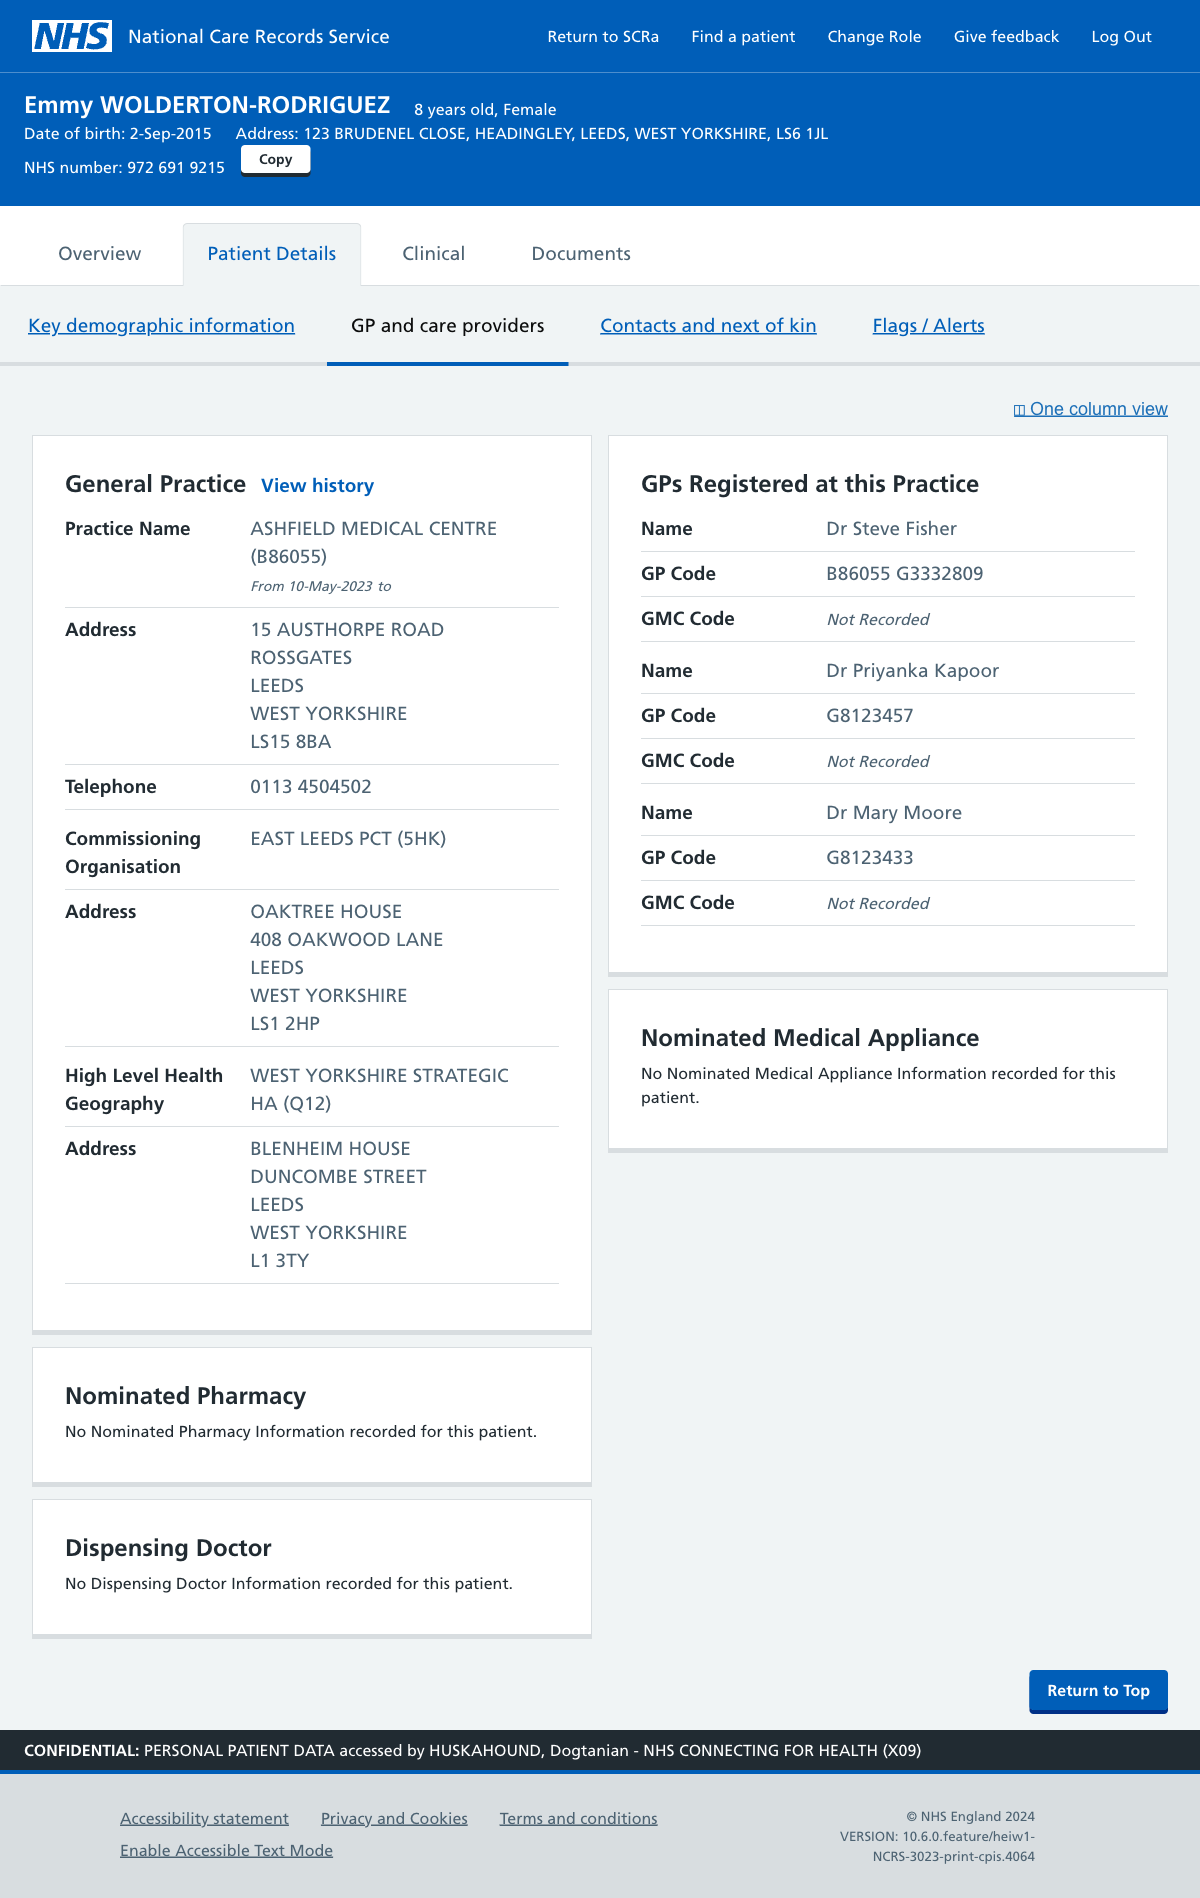 NHS National Care Records Service
Return to SCRa
Find a patient
Change Role
Give feedback
Log Out
Emmy WOLDERTON-RODRIGUEZ 8 years old, Female
Date of birth: 2-Sep-2015 Address: 123 BRUDENEL CLOSE, HEADINGLEY, LEEDS, WEST YORKSHIRE, LS6 1JL
NHS number: 972 691 9215 Copy
Overview
Patient Details
Clinical
Documents
Key demographic information
GP and care providers
Contacts and next of kin
Flags / Alerts
One column view
General Practice View history
Practice Name ASHFIELD MEDICAL CENTRE
(B86055)
From 10-May-2023 to
Address 15 AUSTHORPE ROAD
ROSSGATES
LEEDS
WEST YORKSHIRE
LS15 8BA
Telephone 0113 4504502
Commissioning EAST LEEDS PCT (5HK)
Organisation
Address OAKTREE HOUSE
408 OAKWOOD LANE
LEEDS
WEST YORKSHIRE
LS1 2HP
High Level Health WEST YORKSHIRE STRATEGIC
Geography HA (Q12)
Address BLENHEIM HOUSE
DUNCOMBE STREET
LEEDS
WEST YORKSHIRE
L1 3TY
Nominated Pharmacy
No Nominated Pharmacy Information recorded for this patient.
Dispensing Doctor
No Dispensing Doctor Information recorded for this patient.
GPs Registered at this Practice
Name Dr Steve Fisher
GP Code B86055 G3332809
GMC Code Not Recorded
Name Dr Priyanka Kapoor
GP Code G8123457
GMC Code Not Recorded
Name Dr Mary Moore
GP Code G8123433
GMC Code Not Recorded
Nominated Medical Appliance
No Nominated Medical Appliance Information recorded for this
patient.
Return to Top
CONFIDENTIAL: PERSONAL PATIENT DATA accessed by HUSKAHOUND, Dogtanian - NHS CONNECTING FOR HEALTH (X09)
Accessibility statement
Privacy and Cookies
Terms and conditions
Enable Accessible Text Mode
© NHS England 2024
VERSION: 10.6.0.feature/heiw1-
NCRS-3023-print-cpis.4064